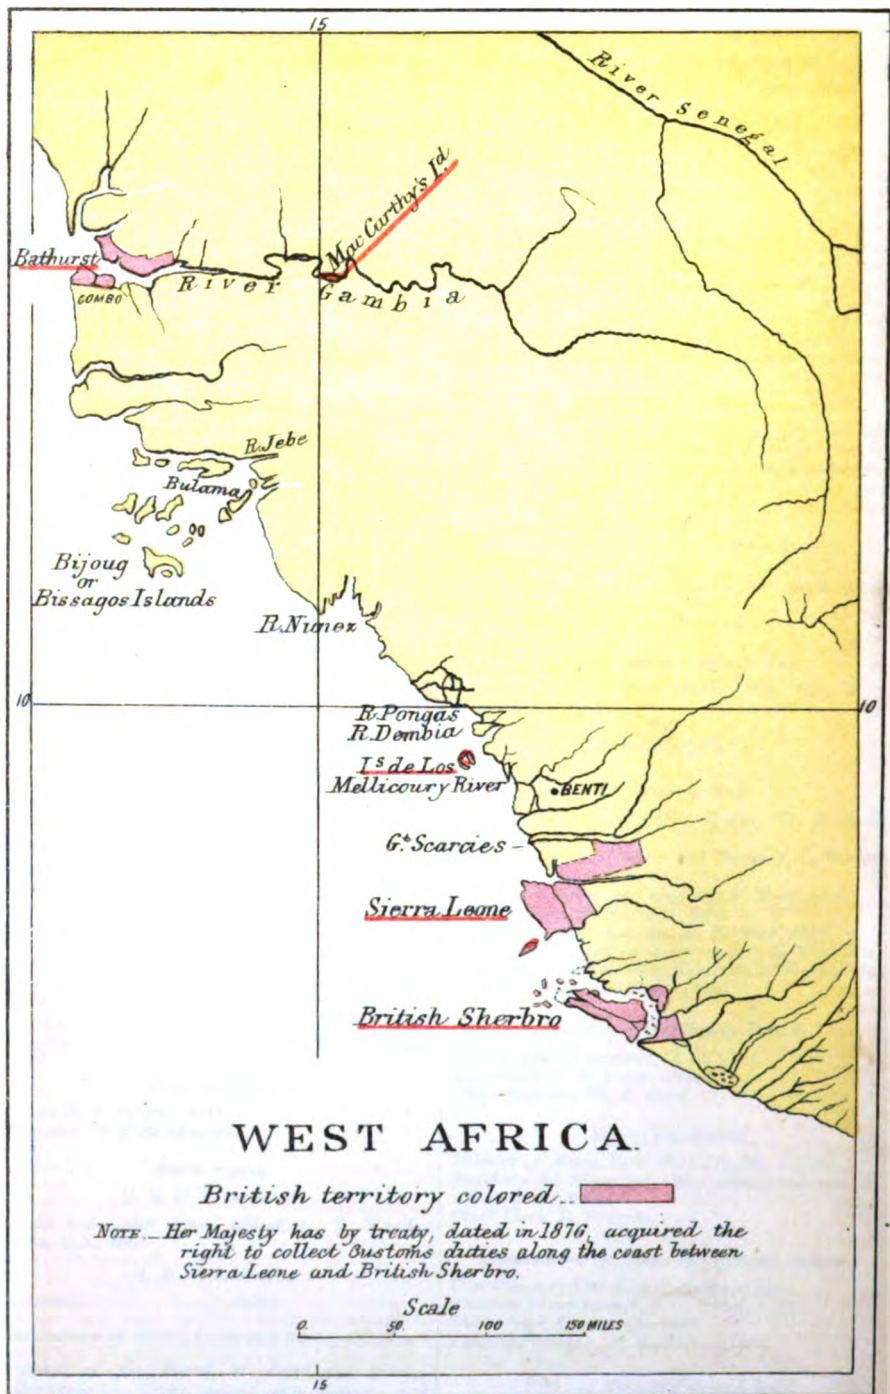 15
River Senegal
Mac Carthy's Id
Bathurst
COMBO
River Gambia
R. Jebe
Bulama
Bijoug
or
Bissagos Islands
R. Nunez
10
10
R. Pongas
R. Dembia
Is de Los
Mellicoury River
BENTI
Gt. Scarcies
Sierra Leone
British Sherbro
WEST AFRICA.
British territory colored...
NOTE.— Her Majesty has by treaty, dated in 1876, acquired the
right to collect Customs duties along the coast between
Sierra Leone and British Sherbro.
Scale
0 50 100 150 MILES
15